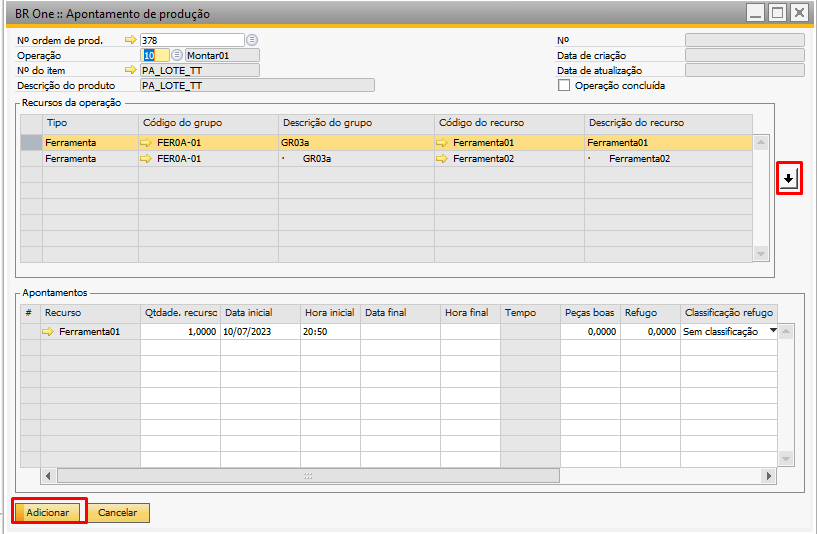 BR One :: Apontamento de produção
Nº ordem de prod. 378
Operação 10 Montar01
Nº do item PA_LOTE_TT
Descrição do produto PA_LOTE_TT
Nº
Data de criação
Data de atualização
Operação concluída
Recursos da operação
Tipo Código do grupo Descrição do grupo Código do recurso Descrição do recurso
Ferramenta FER0A-01 GR03a Ferramenta01 Ferramenta01
Ferramenta FER0A-01 · GR03a Ferramenta02 · Ferramenta02
Apontamentos
# Recurso Qtdade. recurso Data inicial Hora inicial Data final Hora final Tempo Peças boas Refugo Classificação refugo
Ferramenta01 1,0000 10/07/2023 20:50 0,0000 0,0000 Sem classificação
Adicionar Cancelar